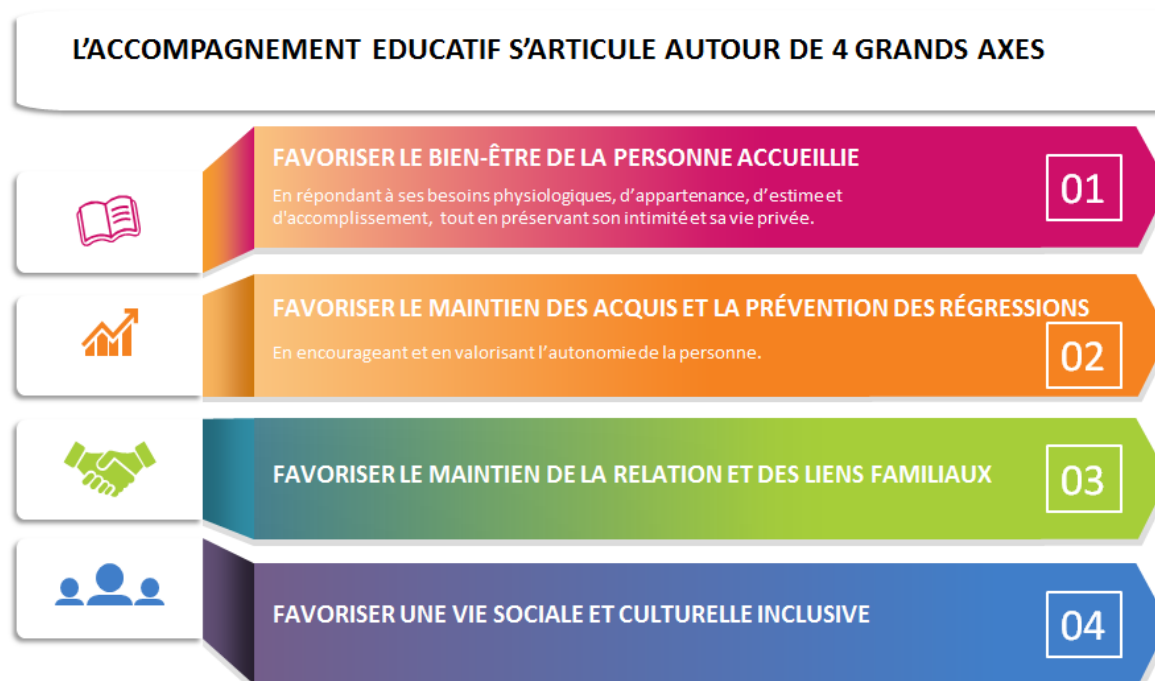 L'ACCOMPAGNEMENT EDUCATIF S'ARTICULE AUTOUR DE 4 GRANDS AXES
FAVORISER LE BIEN-ÊTRE DE LA PERSONNE ACCUEILLIE
En répondant à ses besoins physiologiques, d'appartenance, d'estime et
d'accomplissement, tout en préservant son intimité et sa vie privée.
01
FAVORISER LE MAINTIEN DES ACQUIS ET LA PRÉVENTION DES RÉGRESSIONS
En encourageant et en valorisant l'autonomie de la personne.
02
FAVORISER LE MAINTIEN DE LA RELATION ET DES LIENS FAMILIAUX
03
FAVORISER UNE VIE SOCIALE ET CULTURELLE INCLUSIVE
04